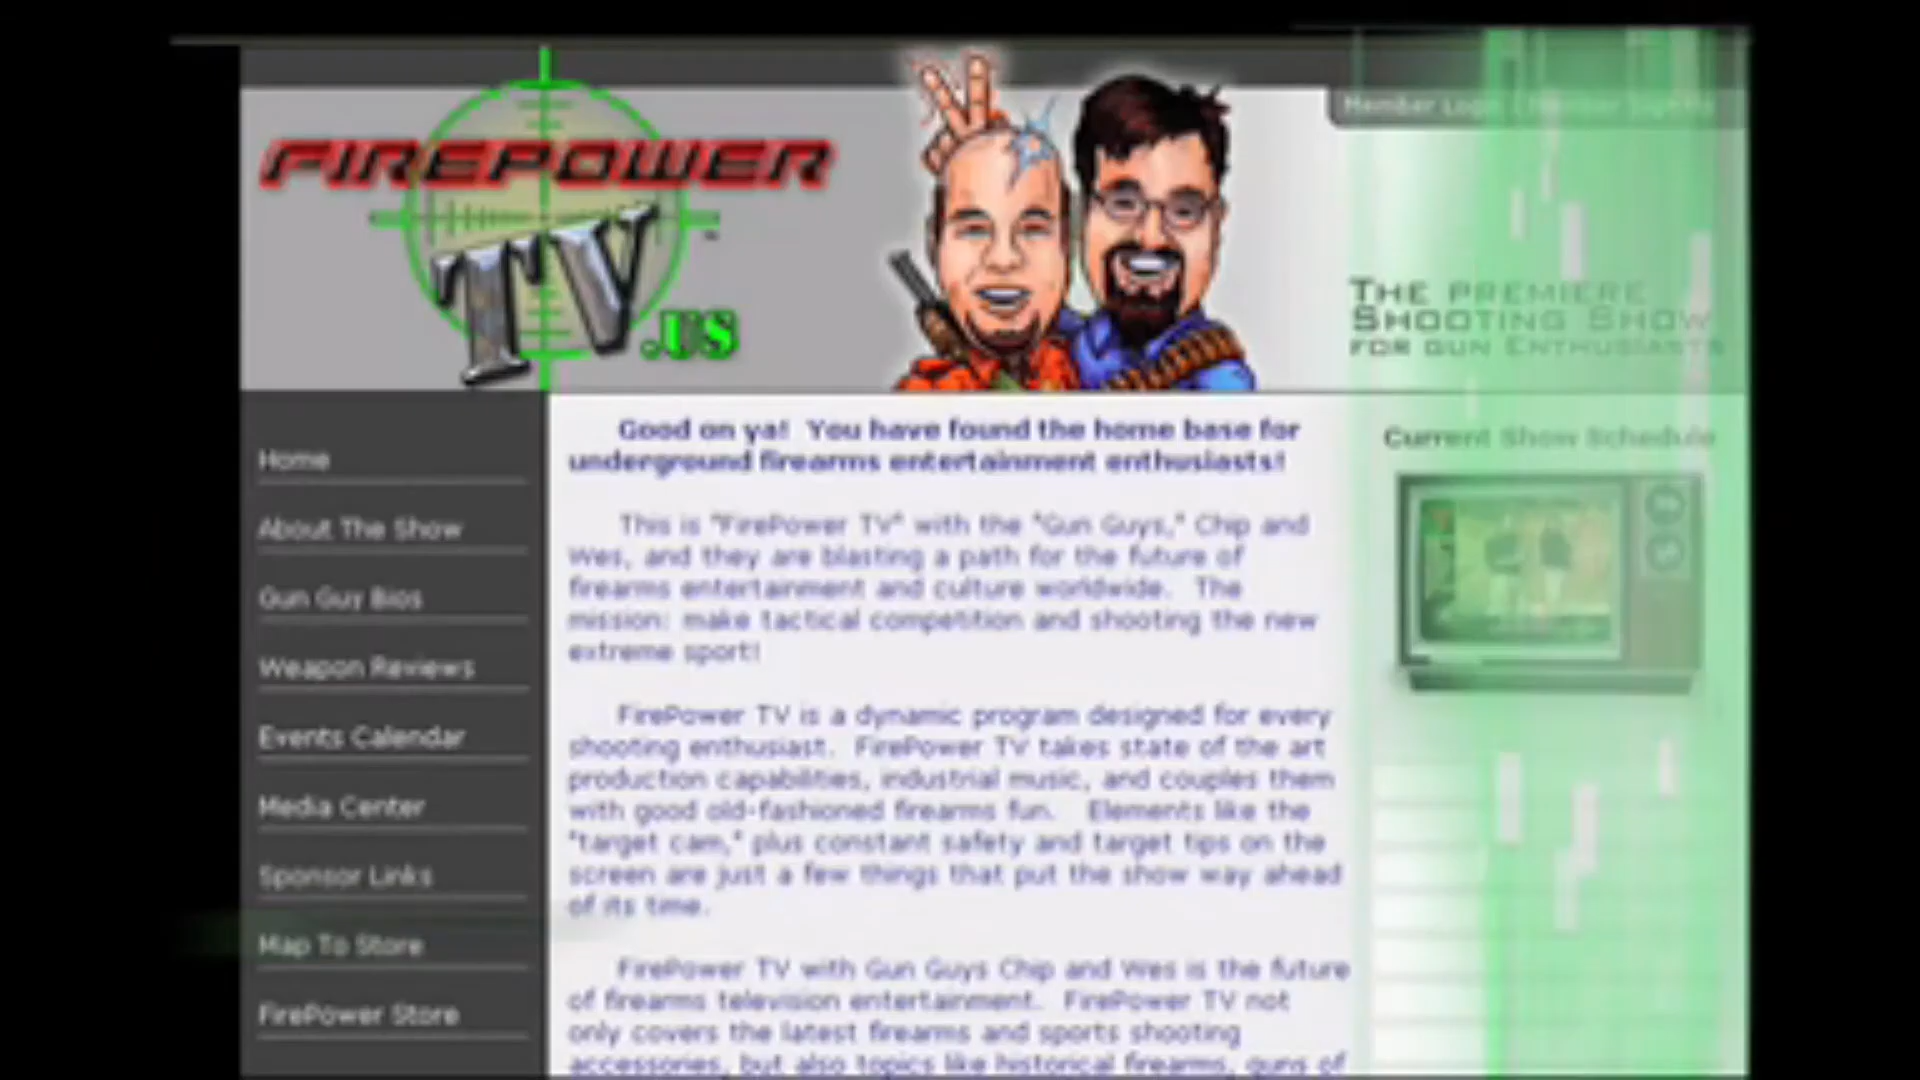 FIREPOWER
TV
.US
Member Login | Member Sign Up
THE PREMIERE
SHOOTING SHOW
FOR GUN ENTHUSIASTS
Home
About The Show
Gun Guy Bios
Weapon Reviews
Events Calendar
Media Center
Sponsor Links
Map To Store
FirePower Store
Good on ya! You have found the home base for
underground firearms entertainment enthusiasts!
This is "FirePower TV" with the "Gun Guys," Chip and
Wes, and they are blasting a path for the future of
firearms entertainment and culture worldwide. The
mission: make tactical competition and shooting the new
extreme sport!
FirePower TV is a dynamic program designed for every
shooting enthusiast. FirePower TV takes state of the art
production capabilities, industrial music, and couples them
with good old-fashioned firearms fun. Elements like the
"target cam," plus constant safety and target tips on the
screen are just a few things that put the show way ahead
of its time.
FirePower TV with Gun Guys Chip and Wes is the future
of firearms television entertainment. FirePower TV not
only covers the latest firearms and sports shooting
accessories, but also topics like historical firearms, guns of
Current Show Schedule